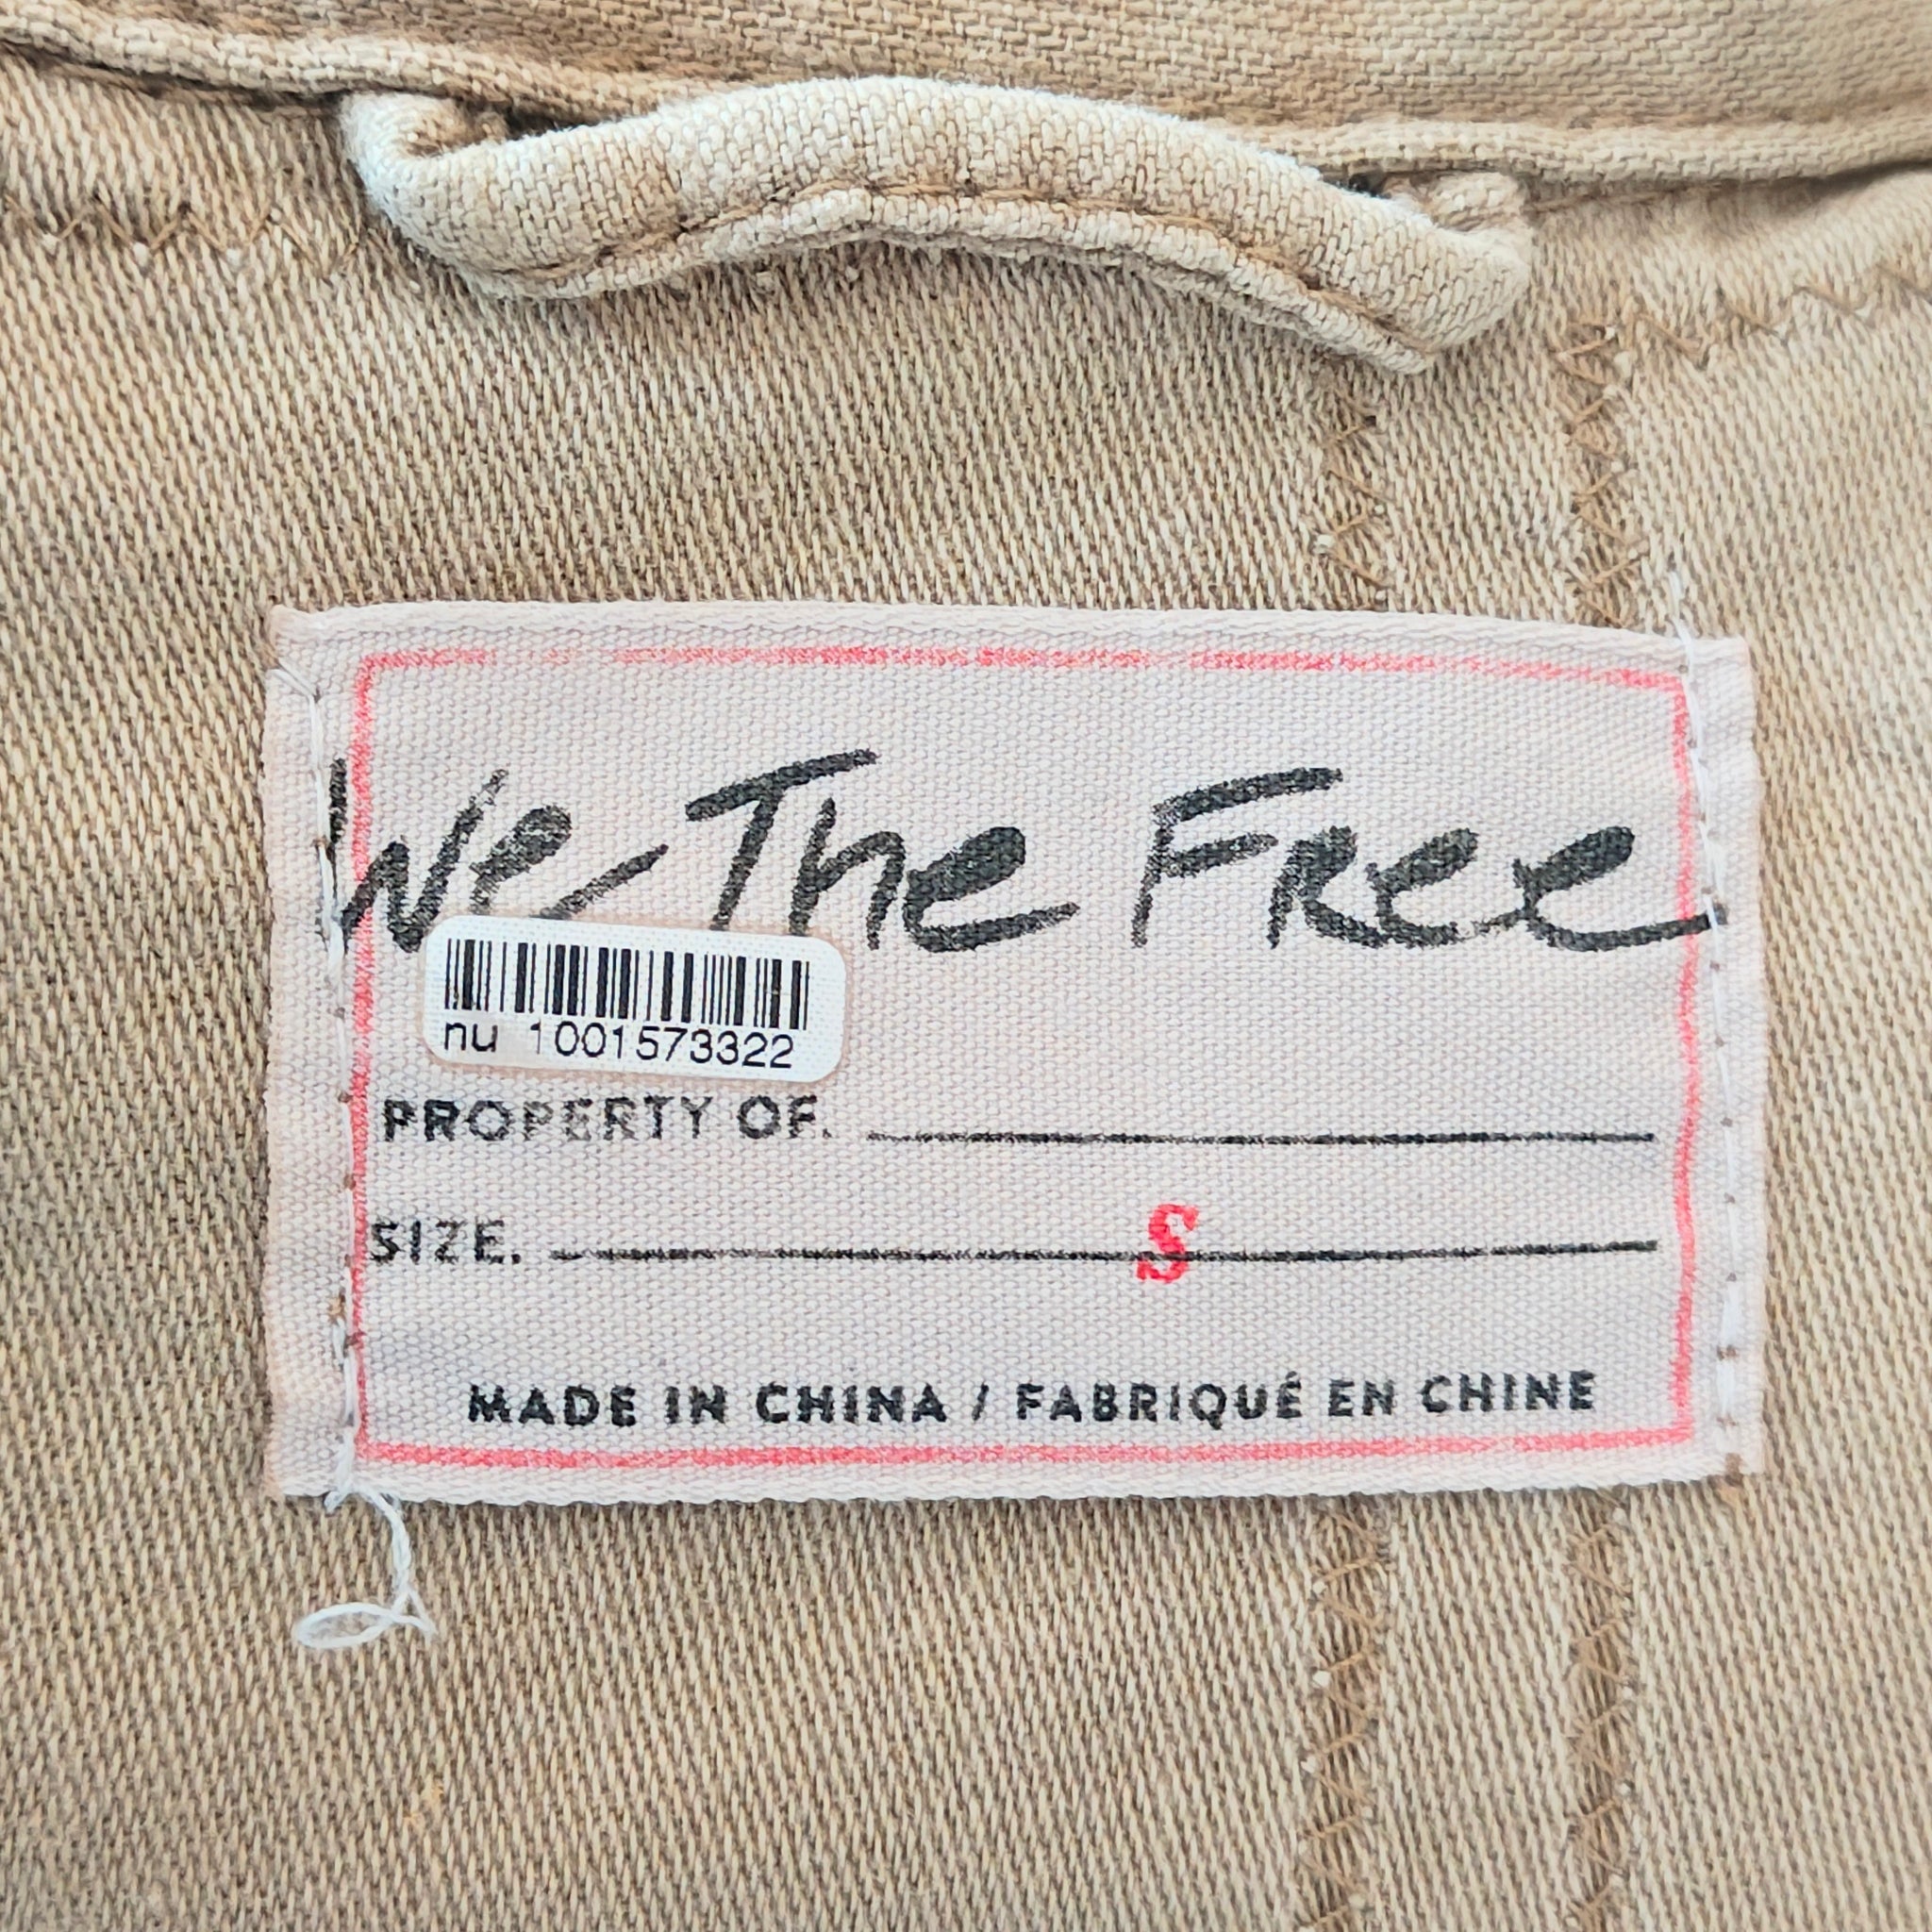 We The Free
nu 1001573322
PROPERTY OF.
SIZE. S
MADE IN CHINA / FABRIQUÉ EN CHINE